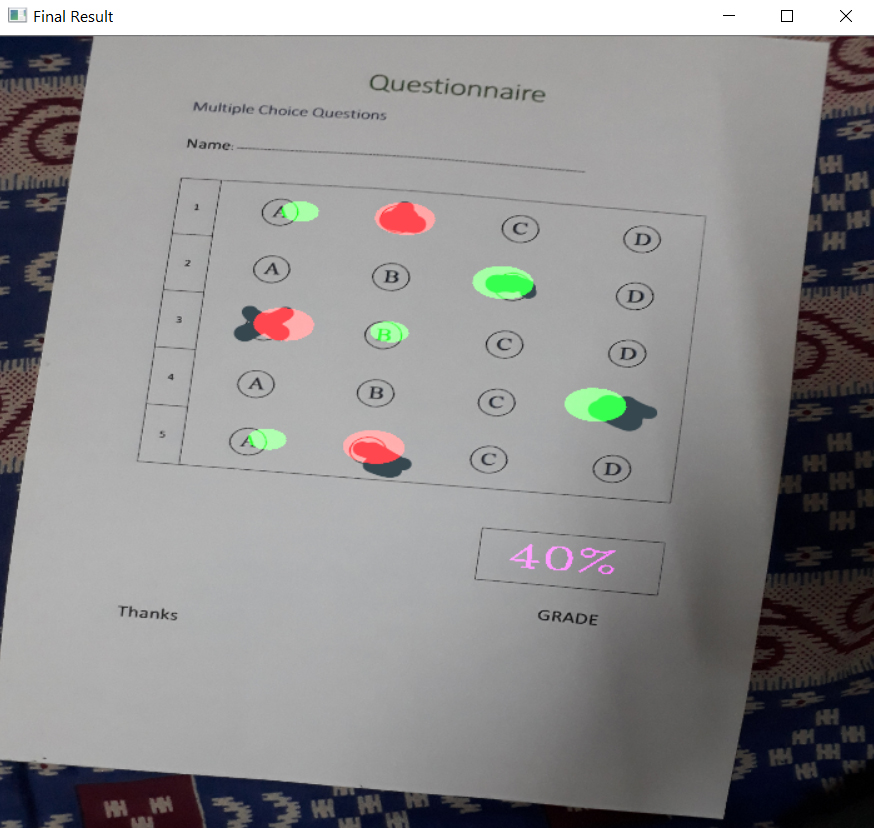 Final Result
Questionnaire
Multiple Choice Questions
Name:
1 A C D
2 A B D
3 B C D
4 A B C
5 A C D
40%
Thanks
GRADE